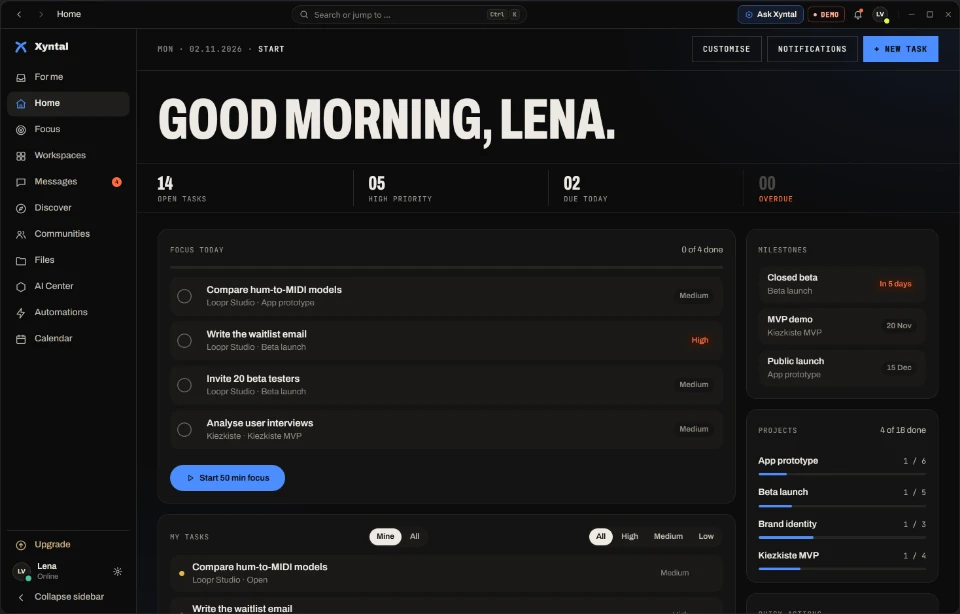 Home
Search or jump to ...
Ctrl K
Ask Xyntal
DEMO
LV
Xyntal
For me
Home
Focus
Workspaces
Messages 4
Discover
Communities
Files
AI Center
Automations
Calendar
Upgrade
LV
Lena
Online
Collapse sidebar
MON · 02.11.2026 · START
CUSTOMISE
NOTIFICATIONS
+ NEW TASK
GOOD MORNING, LENA.
14
OPEN TASKS
05
HIGH PRIORITY
02
DUE TODAY
00
OVERDUE
FOCUS TODAY
0 of 4 done
Compare hum-to-MIDI models
Loopr Studio · App prototype
Medium
Write the waitlist email
Loopr Studio · Beta launch
High
Invite 20 beta testers
Loopr Studio · Beta launch
Medium
Analyse user interviews
Kiezkiste · Kiezkiste MVP
Medium
Start 50 min focus
MY TASKS
Mine All
All High Medium Low
Compare hum-to-MIDI models
Loopr Studio · Open
Medium
Write the waitlist email
High
MILESTONES
Closed beta
Beta launch
In 5 days
MVP demo
Kiezkiste MVP
20 Nov
Public launch
App prototype
15 Dec
PROJECTS
4 of 18 done
App prototype 1 / 6
Beta launch 1 / 5
Brand identity 1 / 3
Kiezkiste MVP 1 / 4
QUICK ACTIONS